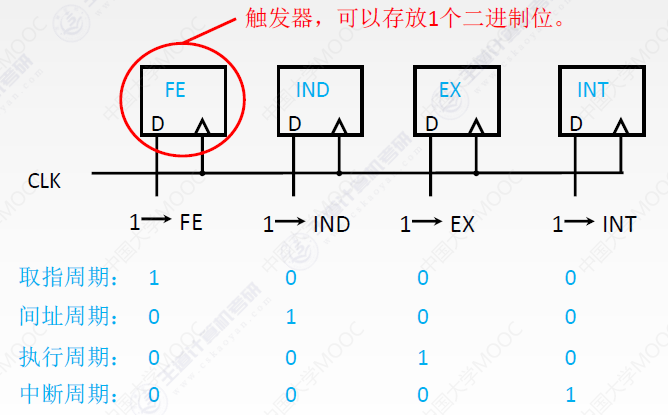 触发器，可以存放1个二进制位。
FE IND EX INT
D D D D
CLK
1 → FE 1 → IND 1 → EX 1 → INT
取指周期： 1 0 0 0
间址周期： 0 1 0 0
执行周期： 0 0 1 0
中断周期： 0 0 0 1
中国大学MOOC